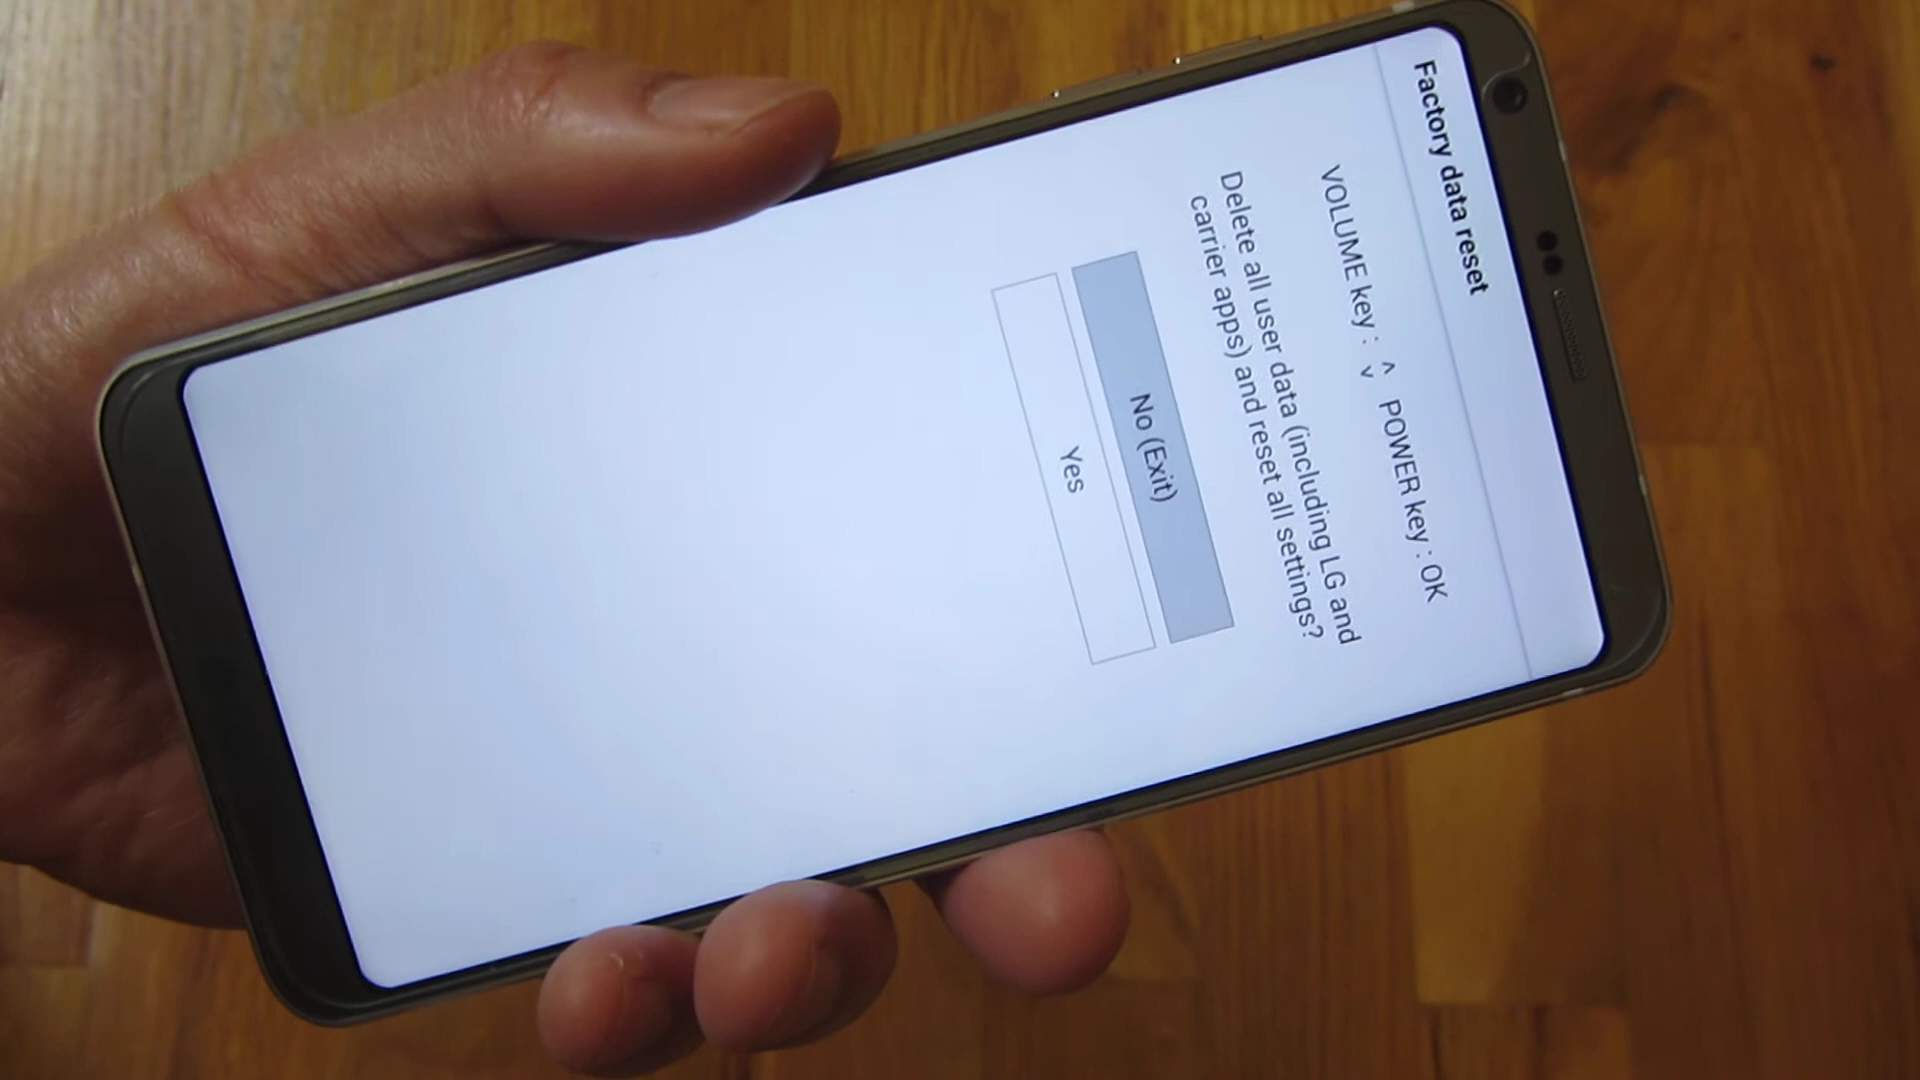 Factory data reset
VOLUME key : ^ v POWER key : OK
Delete all user data (including LG and
carrier apps) and reset all settings?
No (Exit)
Yes